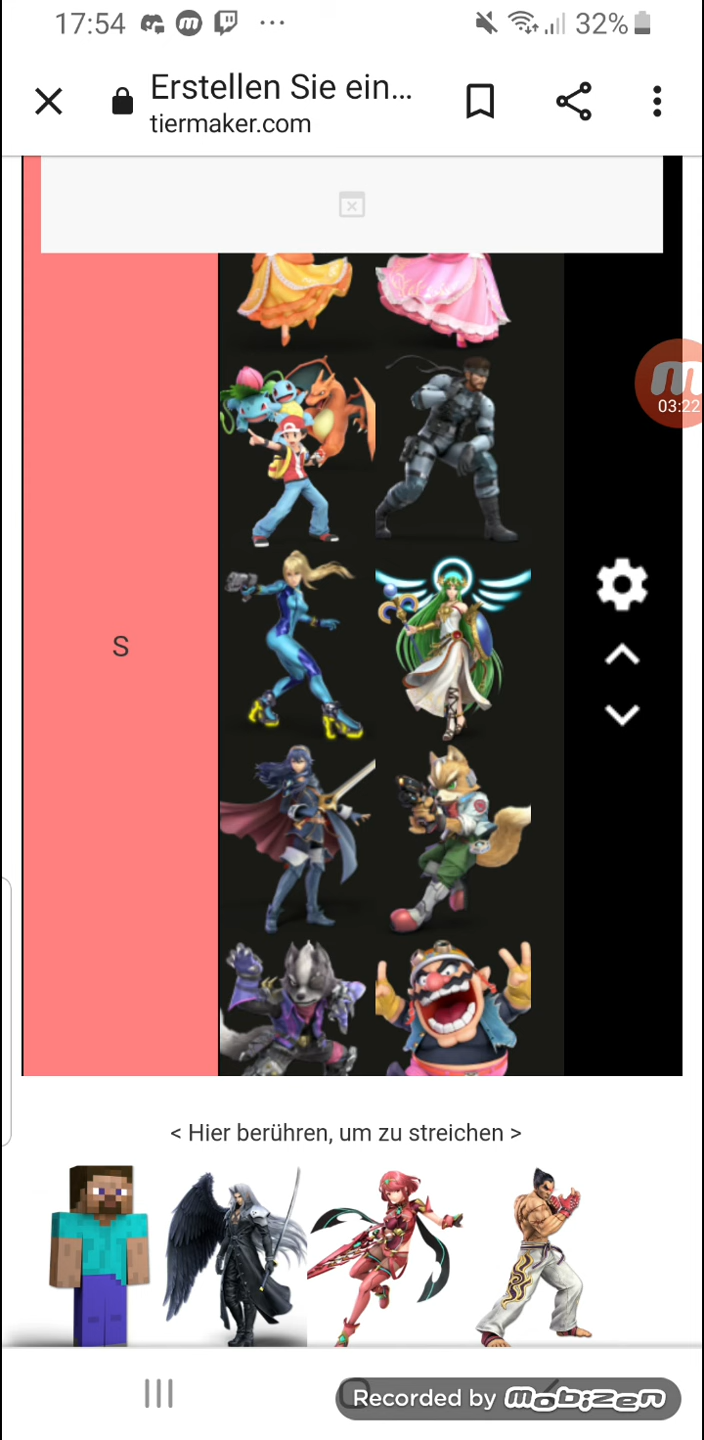 17:54
32%
Erstellen Sie ein...
tiermaker.com
03:22
S
< Hier berühren, um zu streichen >
Recorded by mobizen